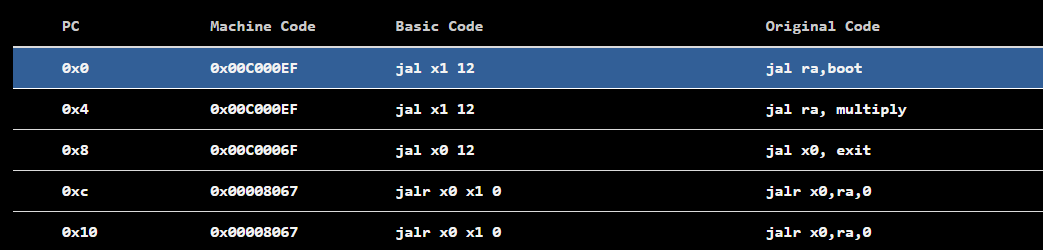 PC Machine Code Basic Code Original Code
0x0 0x00C000EF jal x1 12 jal ra,boot
0x4 0x00C000EF jal x1 12 jal ra, multiply
0x8 0x00C0006F jal x0 12 jal x0, exit
0xc 0x00008067 jalr x0 x1 0 jalr x0,ra,0
0x10 0x00008067 jalr x0 x1 0 jalr x0,ra,0